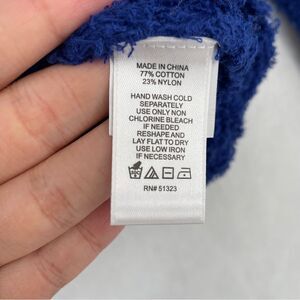 MADE IN CHINA
77% COTTON
23% NYLON
HAND WASH COLD
SEPARATELY
USE ONLY NON
CHLORINE BLEACH
IF NEEDED
RESHAPE AND
LAY FLAT TO DRY
USE LOW IRON
IF NECESSARY
RN# 51323